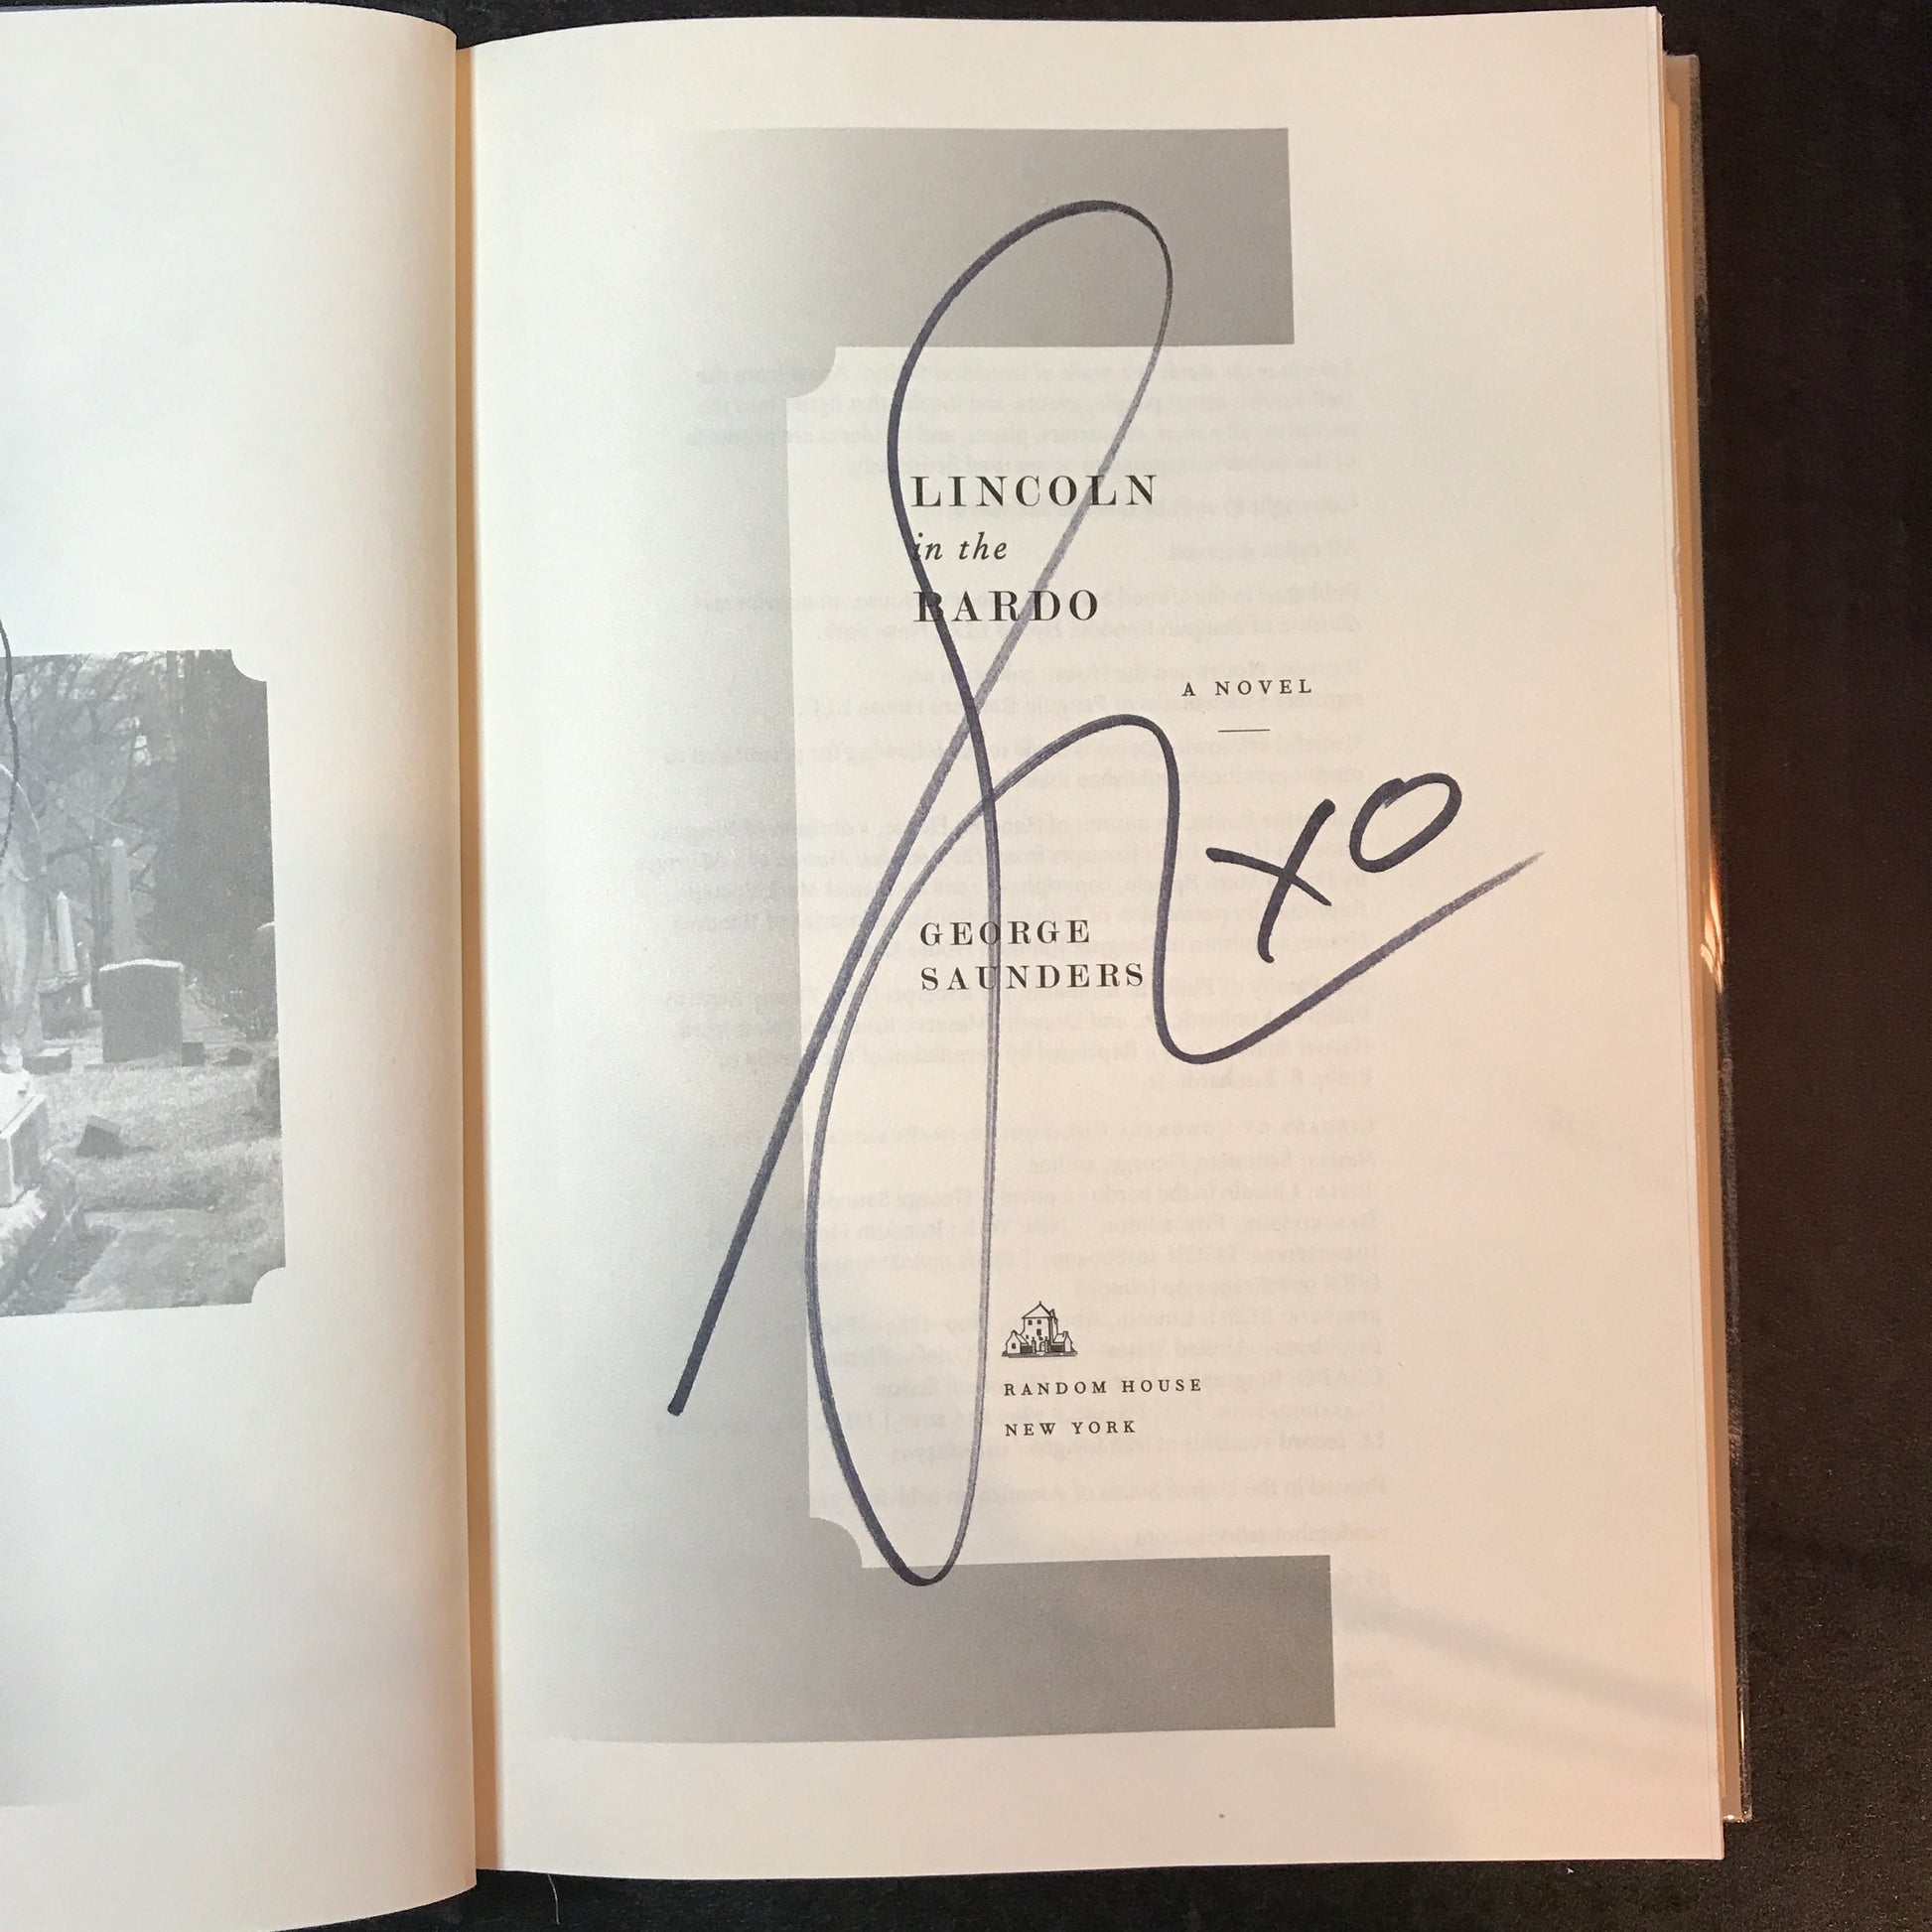 LINCOLN
in the
BARDO
A NOVEL
xo
GEORGE
SAUNDERS
RANDOM HOUSE
NEW YORK